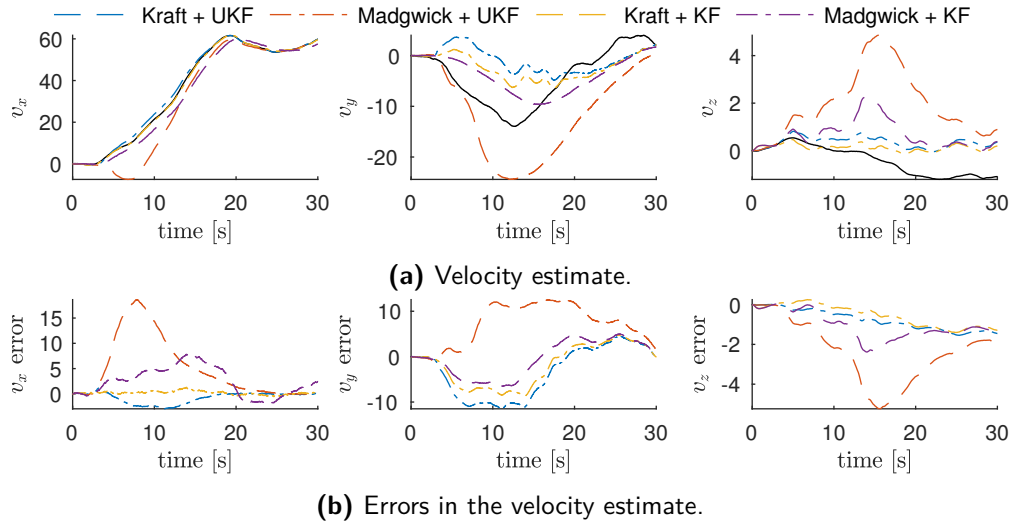 Kraft + UKF Madgwick + UKF Kraft + KF Madgwick + KF
60
40
20
0
v_x
0 10 20 30
time [s]
0
-10
-20
v_y
0 10 20 30
time [s]
4
2
0
v_z
0 10 20 30
time [s]
(a) Velocity estimate.
15
10
5
0
v_x error
0 10 20 30
time [s]
10
0
-10
v_y error
0 10 20 30
time [s]
0
-2
-4
v_z error
0 10 20 30
time [s]
(b) Errors in the velocity estimate.